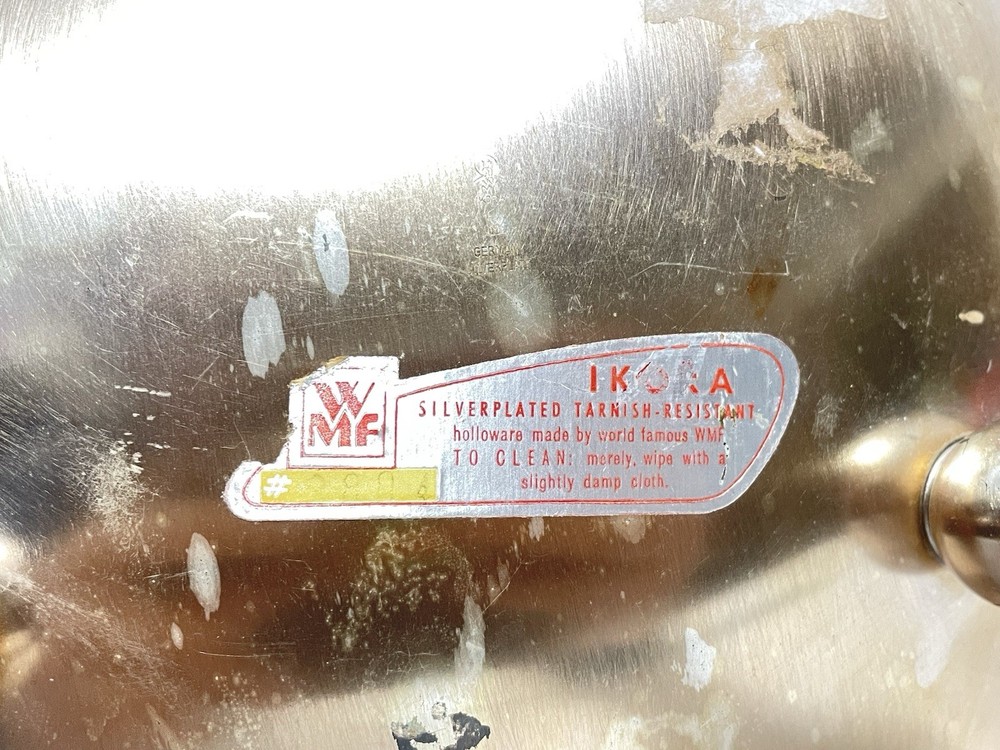 GERMANY
IKORA
SILVERPLATED TARNISH-RESISTANT
holloware made by world famous WMF.
TO CLEAN: merely, wipe with a
slightly damp cloth.
WMF
#